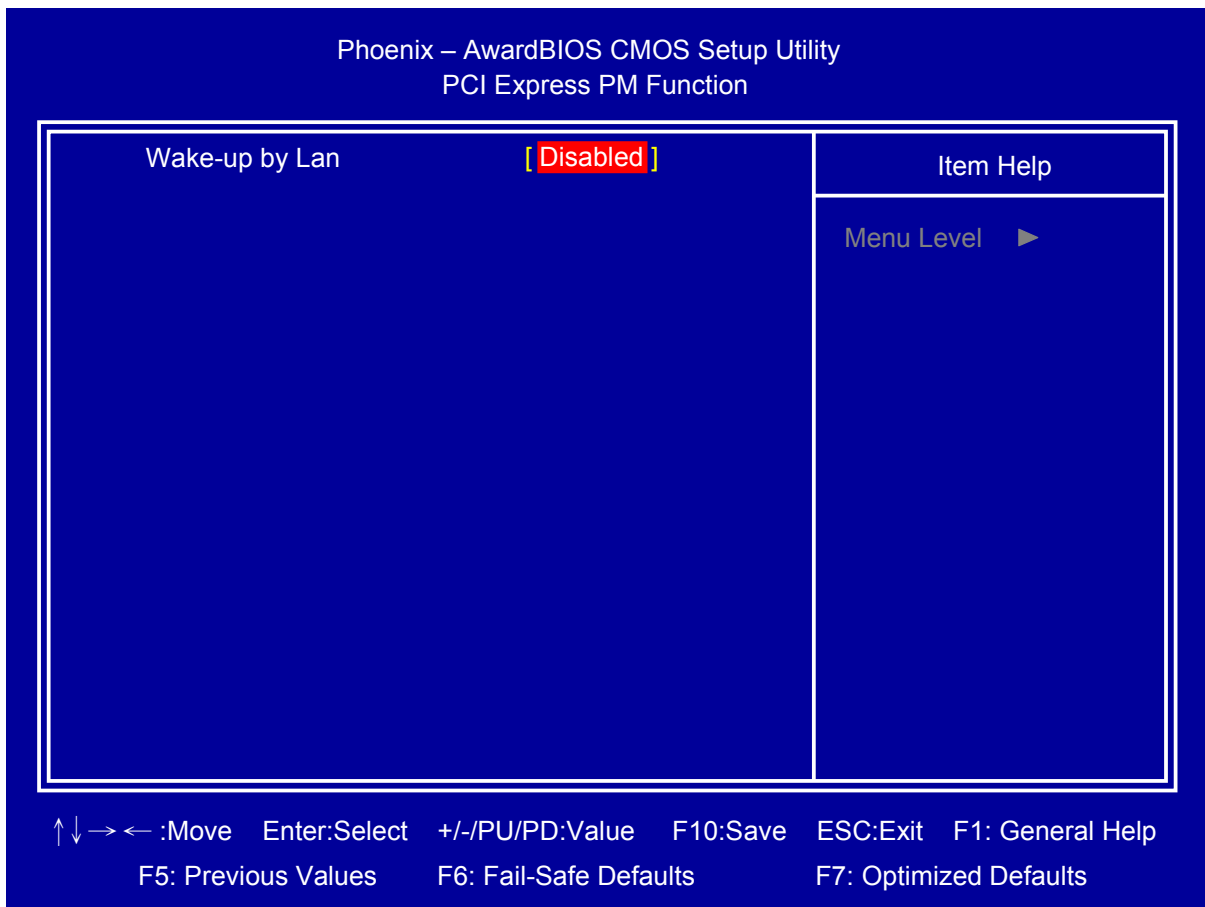 Phoenix – AwardBIOS CMOS Setup Utility
PCI Express PM Function
Wake-up by Lan [ Disabled ]
Item Help
Menu Level ►
↑↓→← :Move Enter:Select +/-/PU/PD:Value F10:Save ESC:Exit F1: General Help
F5: Previous Values F6: Fail-Safe Defaults F7: Optimized Defaults